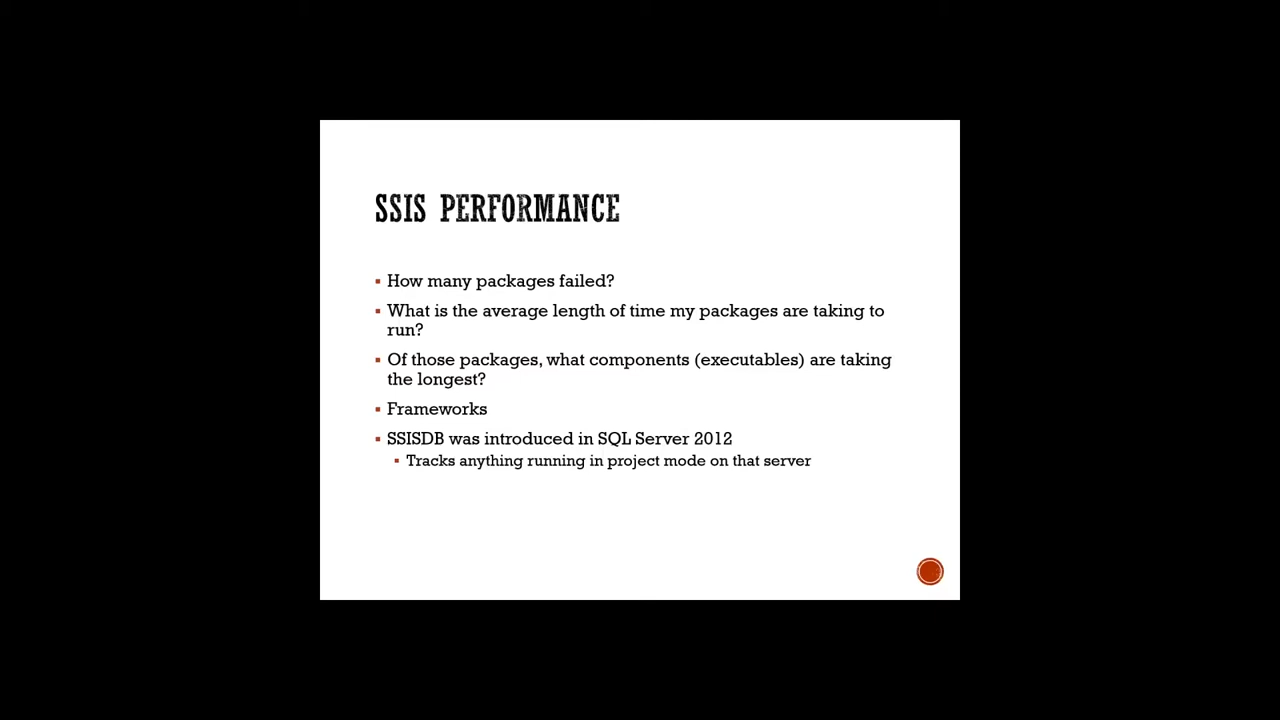 SSIS PERFORMANCE
▪ How many packages failed?
▪ What is the average length of time my packages are taking to
run?
▪ Of those packages, what components (executables) are taking
the longest?
▪ Frameworks
▪ SSISDB was introduced in SQL Server 2012
▪ Tracks anything running in project mode on that server